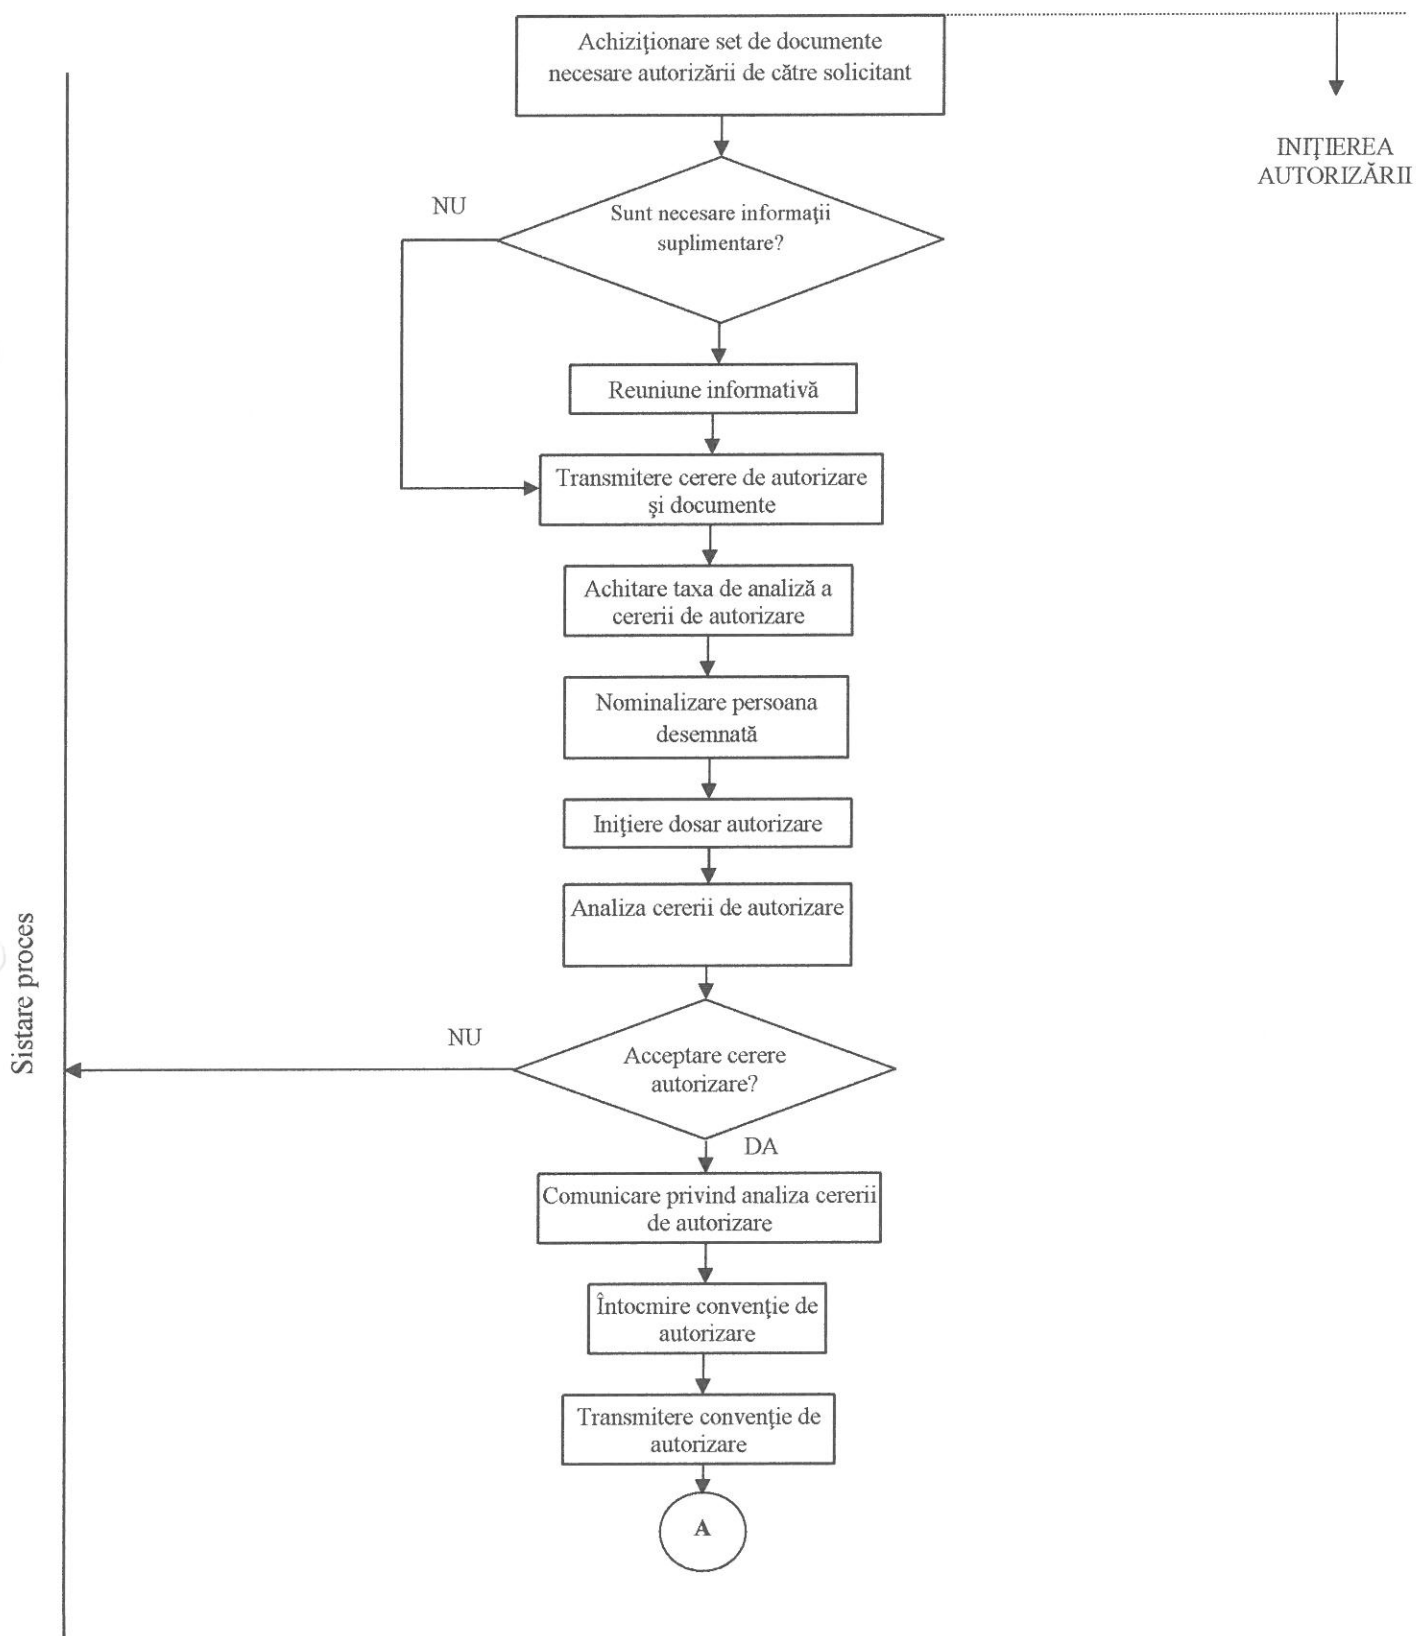 Achiziţionare set de documente
necesare autorizării de către solicitant
INIŢIEREA
AUTORIZĂRII
NU
Sunt necesare informaţii
suplimentare?
Reuniune informativă
Transmitere cerere de autorizare
şi documente
Achitare taxa de analiză a
cererii de autorizare
Nominalizare persoana
desemnată
Iniţiere dosar autorizare
Analiza cererii de autorizare
Sistare proces
NU
Acceptare cerere
autorizare?
DA
Comunicare privind analiza cererii
de autorizare
Întocmire convenţie de
autorizare
Transmitere convenţie de
autorizare
A